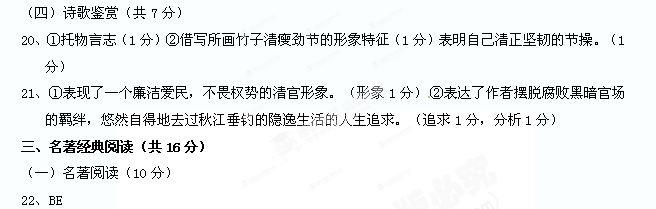 （四）诗歌鉴赏（共 7 分）
20、①托物言志（1 分）②借写所画竹子清瘦劲节的形象特征（1 分）表明自己清正坚韧的节操。（1
分）
21、①表现了一个廉洁爱民，不畏权势的清官形象。（形象 1 分）②表达了作者摆脱腐败黑暗官场
的羁绊，悠然自得地去过秋江垂钓的隐逸生活的人生追求。（追求 1 分，分析 1 分）
三、名著经典阅读（共 16 分）
（一）名著阅读（10 分）
22、BE